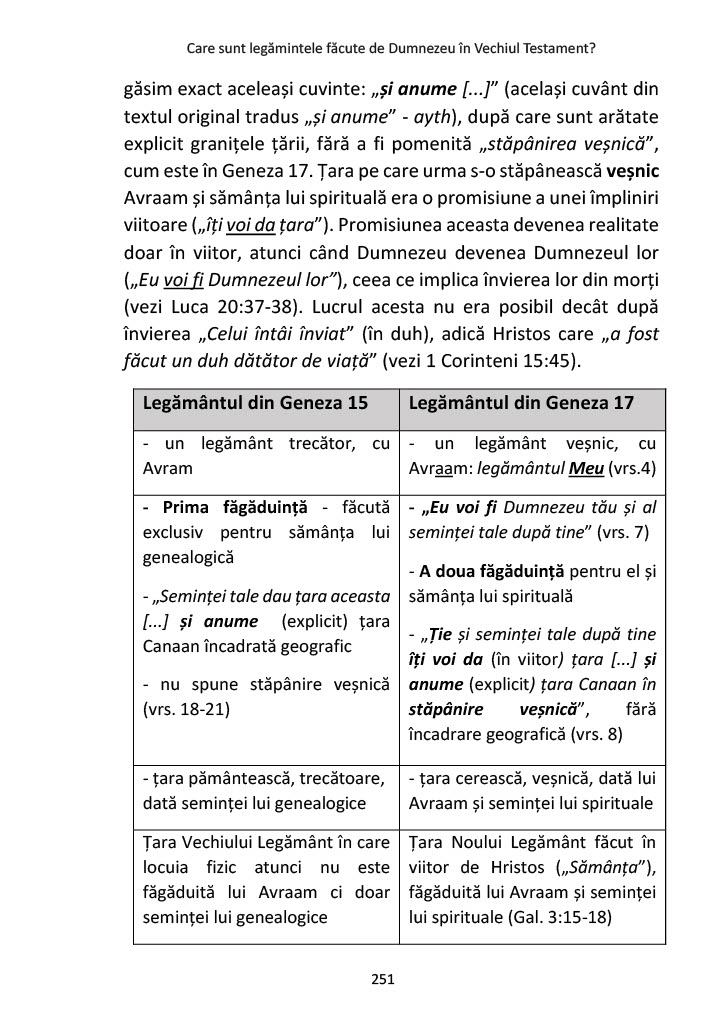 Care sunt legămintele făcute de Dumnezeu în Vechiul Testament?
găsim exact aceleași cuvinte: „și anume [...]” (același cuvânt din
textul original tradus „și anume” - ayth), după care sunt arătate
explicit granițele țării, fără a fi pomenită „stăpânirea veșnică”,
cum este în Geneza 17. Țara pe care urma s-o stăpânească veșnic
Avraam și sămânța lui spirituală era o promisiune a unei împliniri
viitoare („îți voi da țara”). Promisiunea aceasta devenea realitate
doar în viitor, atunci când Dumnezeu devenea Dumnezeul lor
(„Eu voi fi Dumnezeul lor”), ceea ce implica învierea lor din morți
(vezi Luca 20:37-38). Lucrul acesta nu era posibil decât după
învierea „Celui întâi înviat” (în duh), adică Hristos care „a fost
făcut un duh dătător de viață” (vezi 1 Corinteni 15:45).
Legământul din Geneza 15
- un legământ trecător, cu
Avram
- Prima făgăduință - făcută
exclusiv pentru sămânța lui
genealogică
- „Seminței tale dau țara aceasta
[...] și anume (explicit) țara
Canaan încadrată geografic
- nu spune stăpânire veșnică
(vrs. 18-21)
- țara pământească, trecătoare,
dată seminței lui genealogice
Țara Vechiului Legământ în care
locuia fizic atunci nu este
făgăduită lui Avraam ci doar
seminței lui genealogice
Legământul din Geneza 17
- un legământ veșnic, cu
Avraam: legământul Meu (vrs.4)
- „Eu voi fi Dumnezeu tău și al
seminței tale după tine” (vrs. 7)
- A doua făgăduință pentru el și
sămânța lui spirituală
- „Ție și seminței tale după tine
îți voi da (în viitor) țara [...] și
anume (explicit) țara Canaan în
stăpânire veșnică”, fără
încadrare geografică (vrs. 8)
- țara cerească, veșnică, dată lui
Avraam și seminței lui spirituale
Țara Noului Legământ făcut în
viitor de Hristos („Sămânța”),
făgăduită lui Avraam și seminței
lui spirituale (Gal. 3:15-18)
251